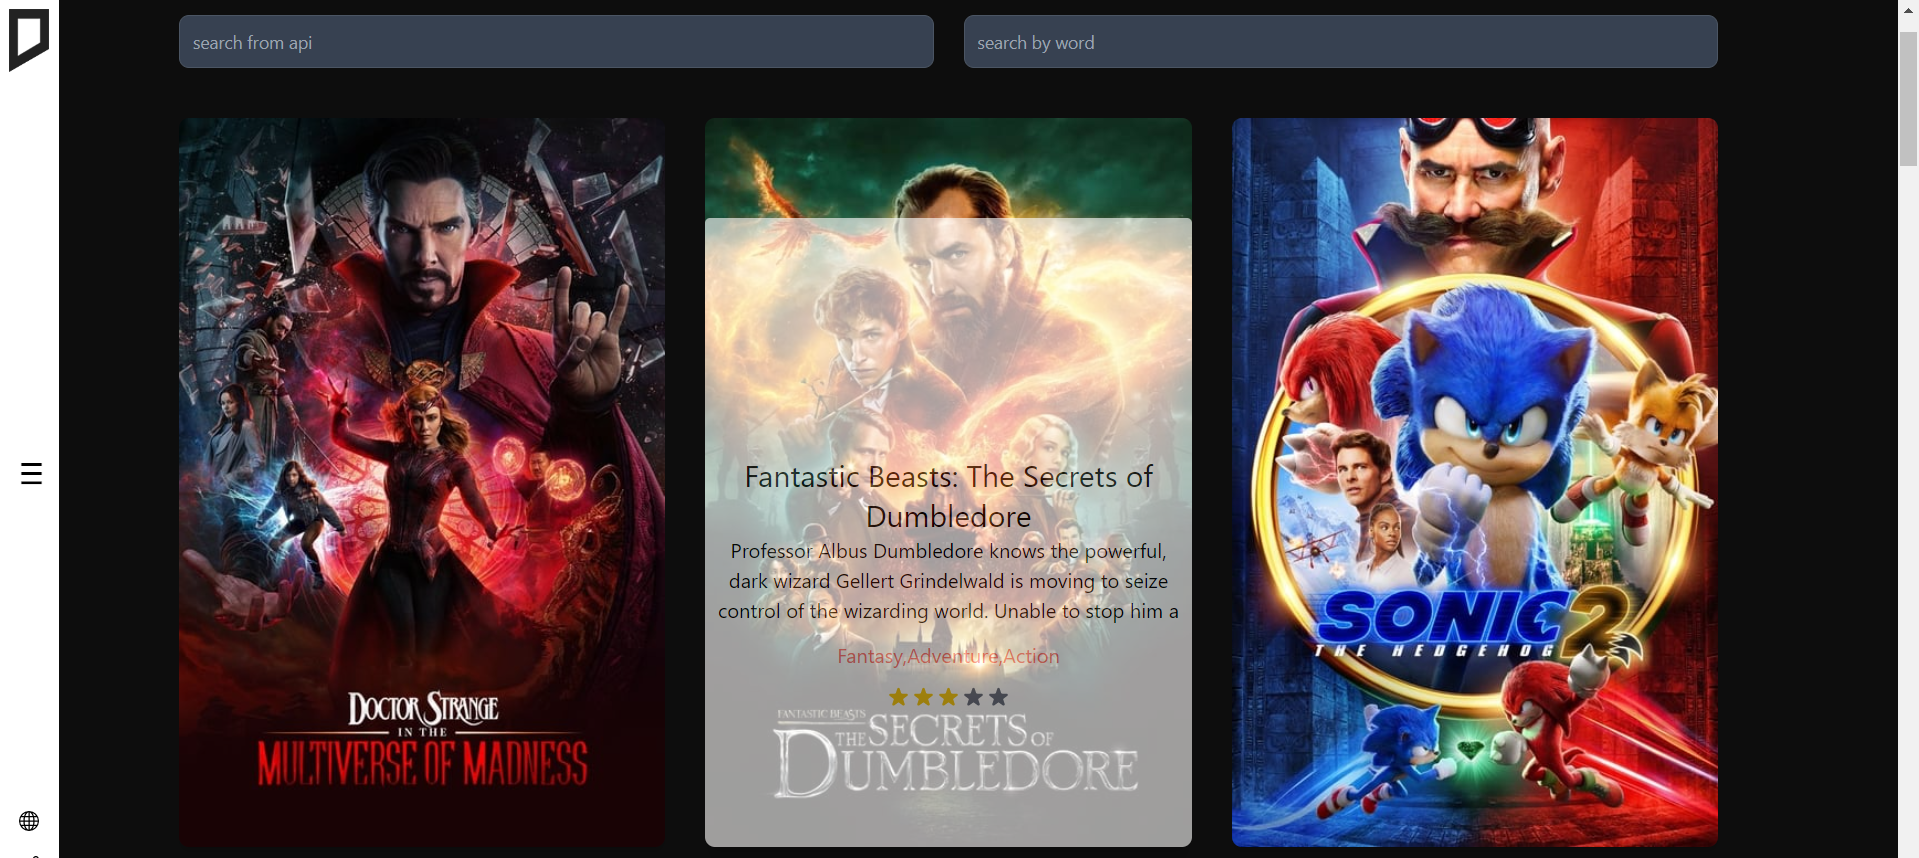 search from api
search by word
DOCTOR STRANGE
IN THE
MULTIVERSE OF MADNESS
Fantastic Beasts: The Secrets of
Dumbledore
Professor Albus Dumbledore knows the powerful,
dark wizard Gellert Grindelwald is moving to seize
control of the wizarding world. Unable to stop him a
Fantasy,Adventure,Action
FANTASTIC BEASTS
THE SECRETS OF
DUMBLEDORE
SONIC 2
THE HEDGEHOG